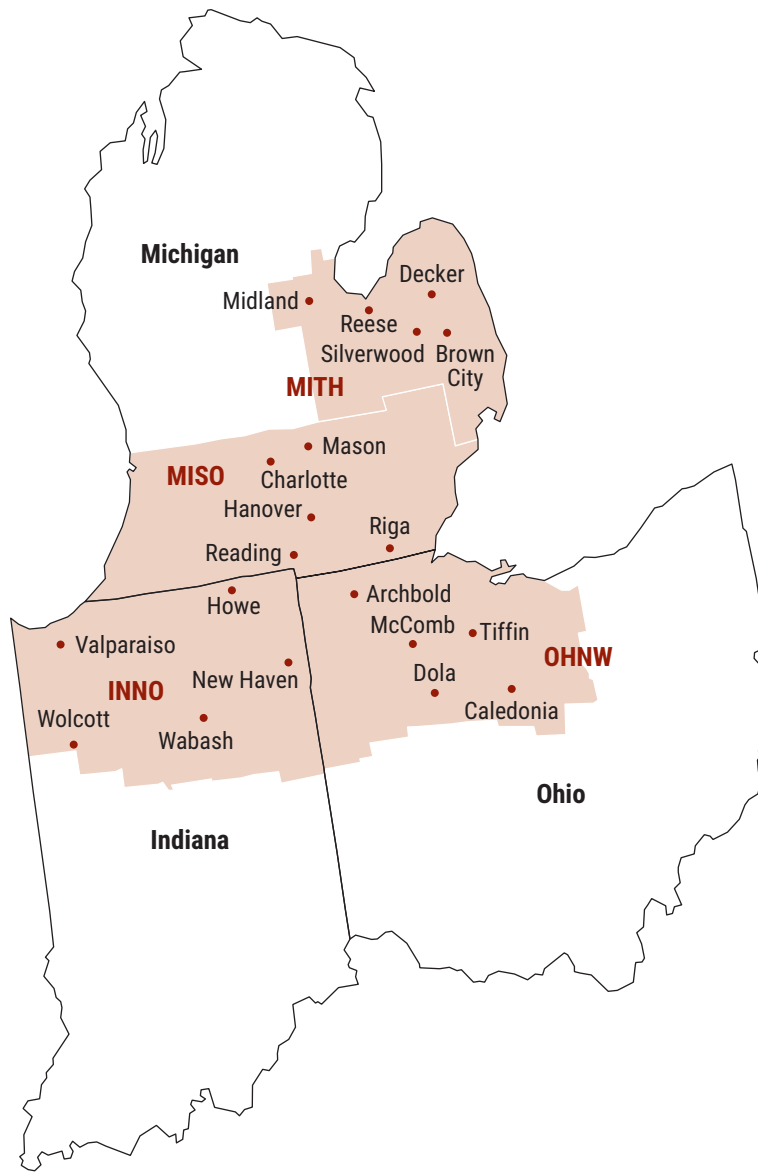 Michigan
Decker
Midland
Reese
Silverwood
Brown
City
MITH
Mason
MISO
Charlotte
Hanover
Riga
Reading
Howe
Archbold
McComb
Tiffin
Valparaiso
OHNW
New Haven
Dola
INNO
Caledonia
Wolcott
Wabash
Ohio
Indiana